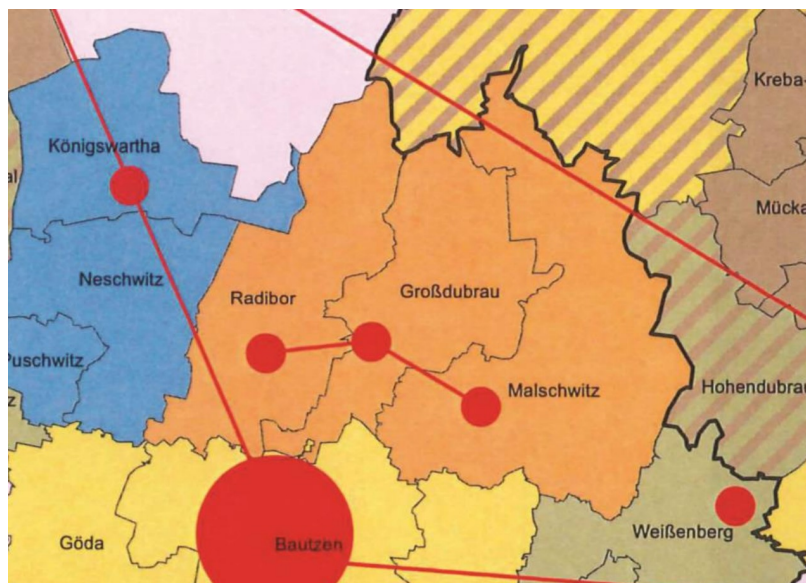 Kreba-
Königswartha
Mücka
Neschwitz
Radibor
Großdubrau
Puschwitz
Malschwitz
Hohendubrau
Weißenberg
Göda
Bautzen